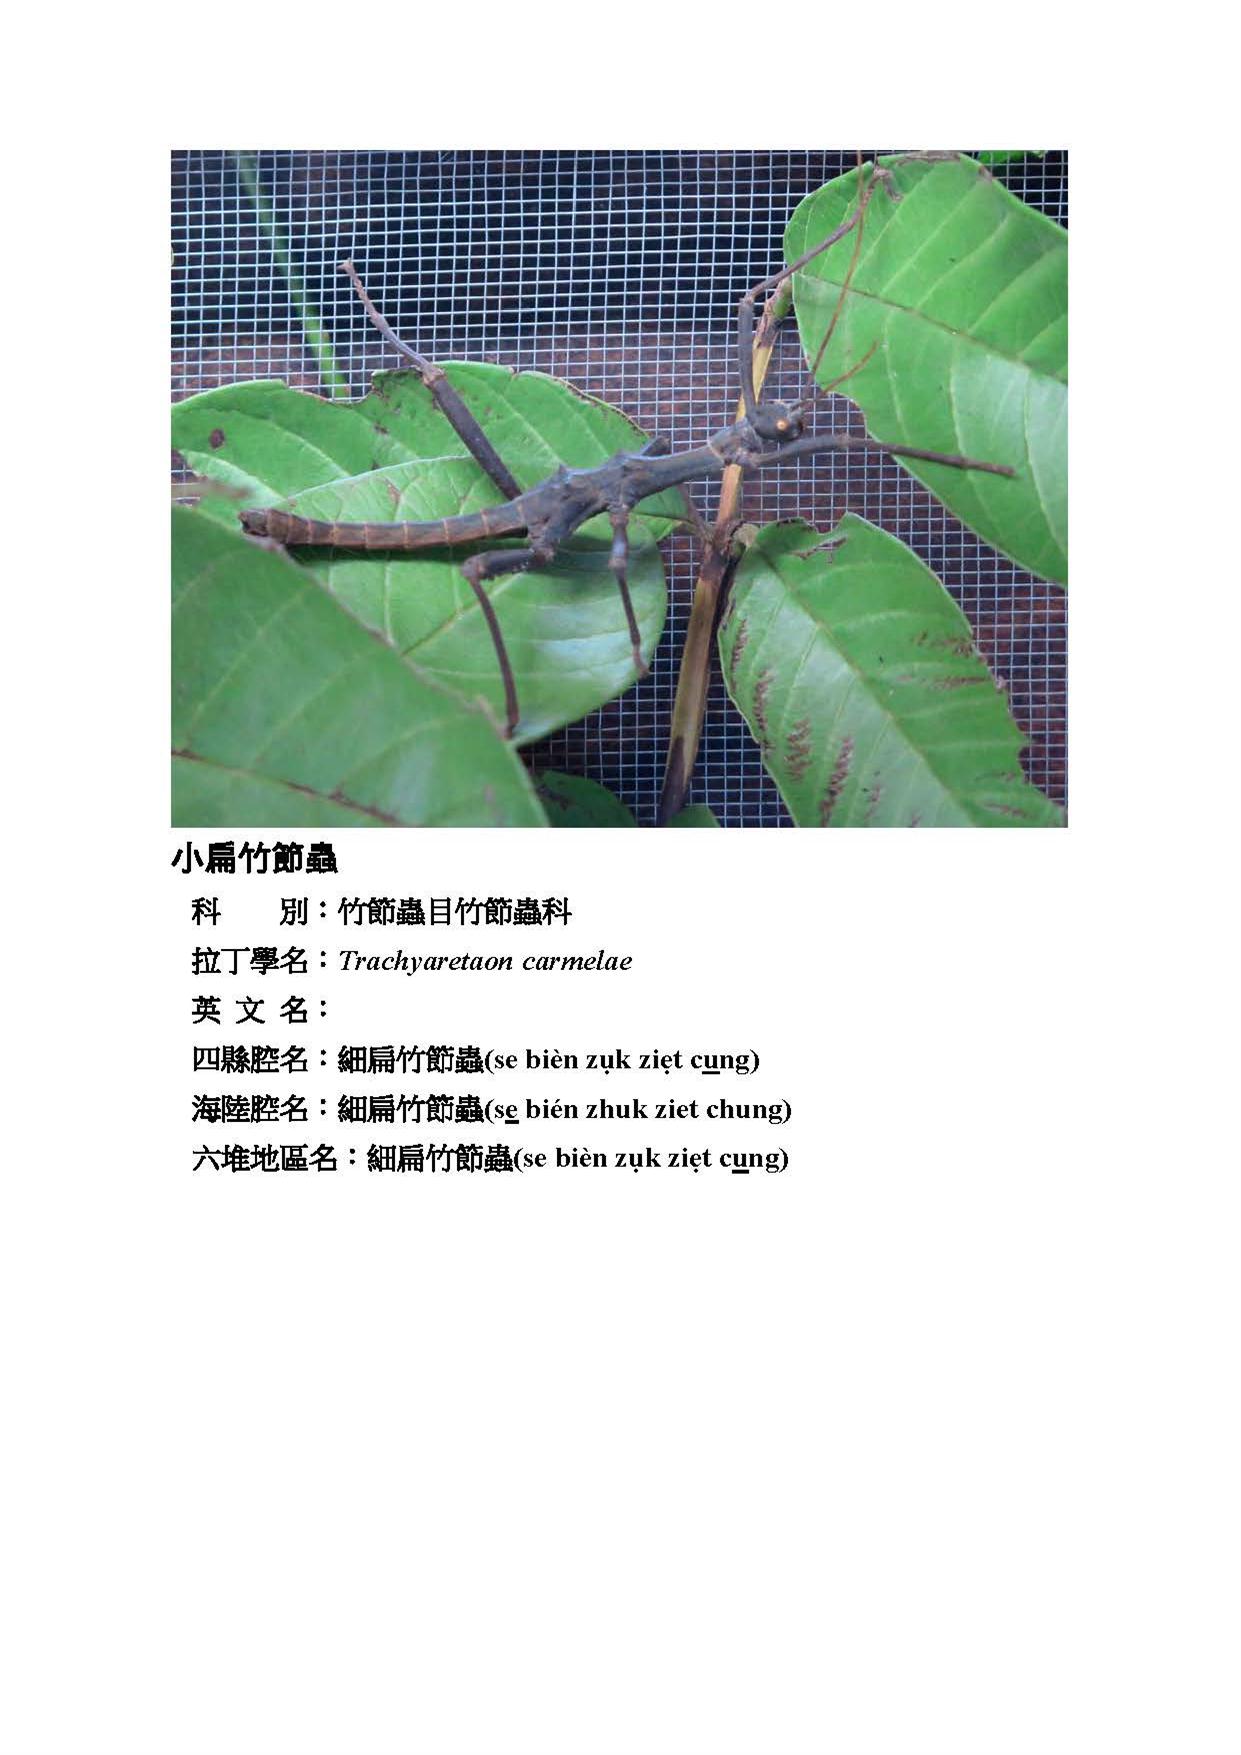 小扁竹節蟲
科　　別：竹節蟲目竹節蟲科
拉丁學名：Trachyaretaon carmelae
英 文 名：
四縣腔名：細扁竹節蟲(se bièn zụk ziẹt cu̲ng)
海陸腔名：細扁竹節蟲(se̲ bién zhuk ziet chung)
六堆地區名：細扁竹節蟲(se bièn zụk ziẹt cu̲ng)